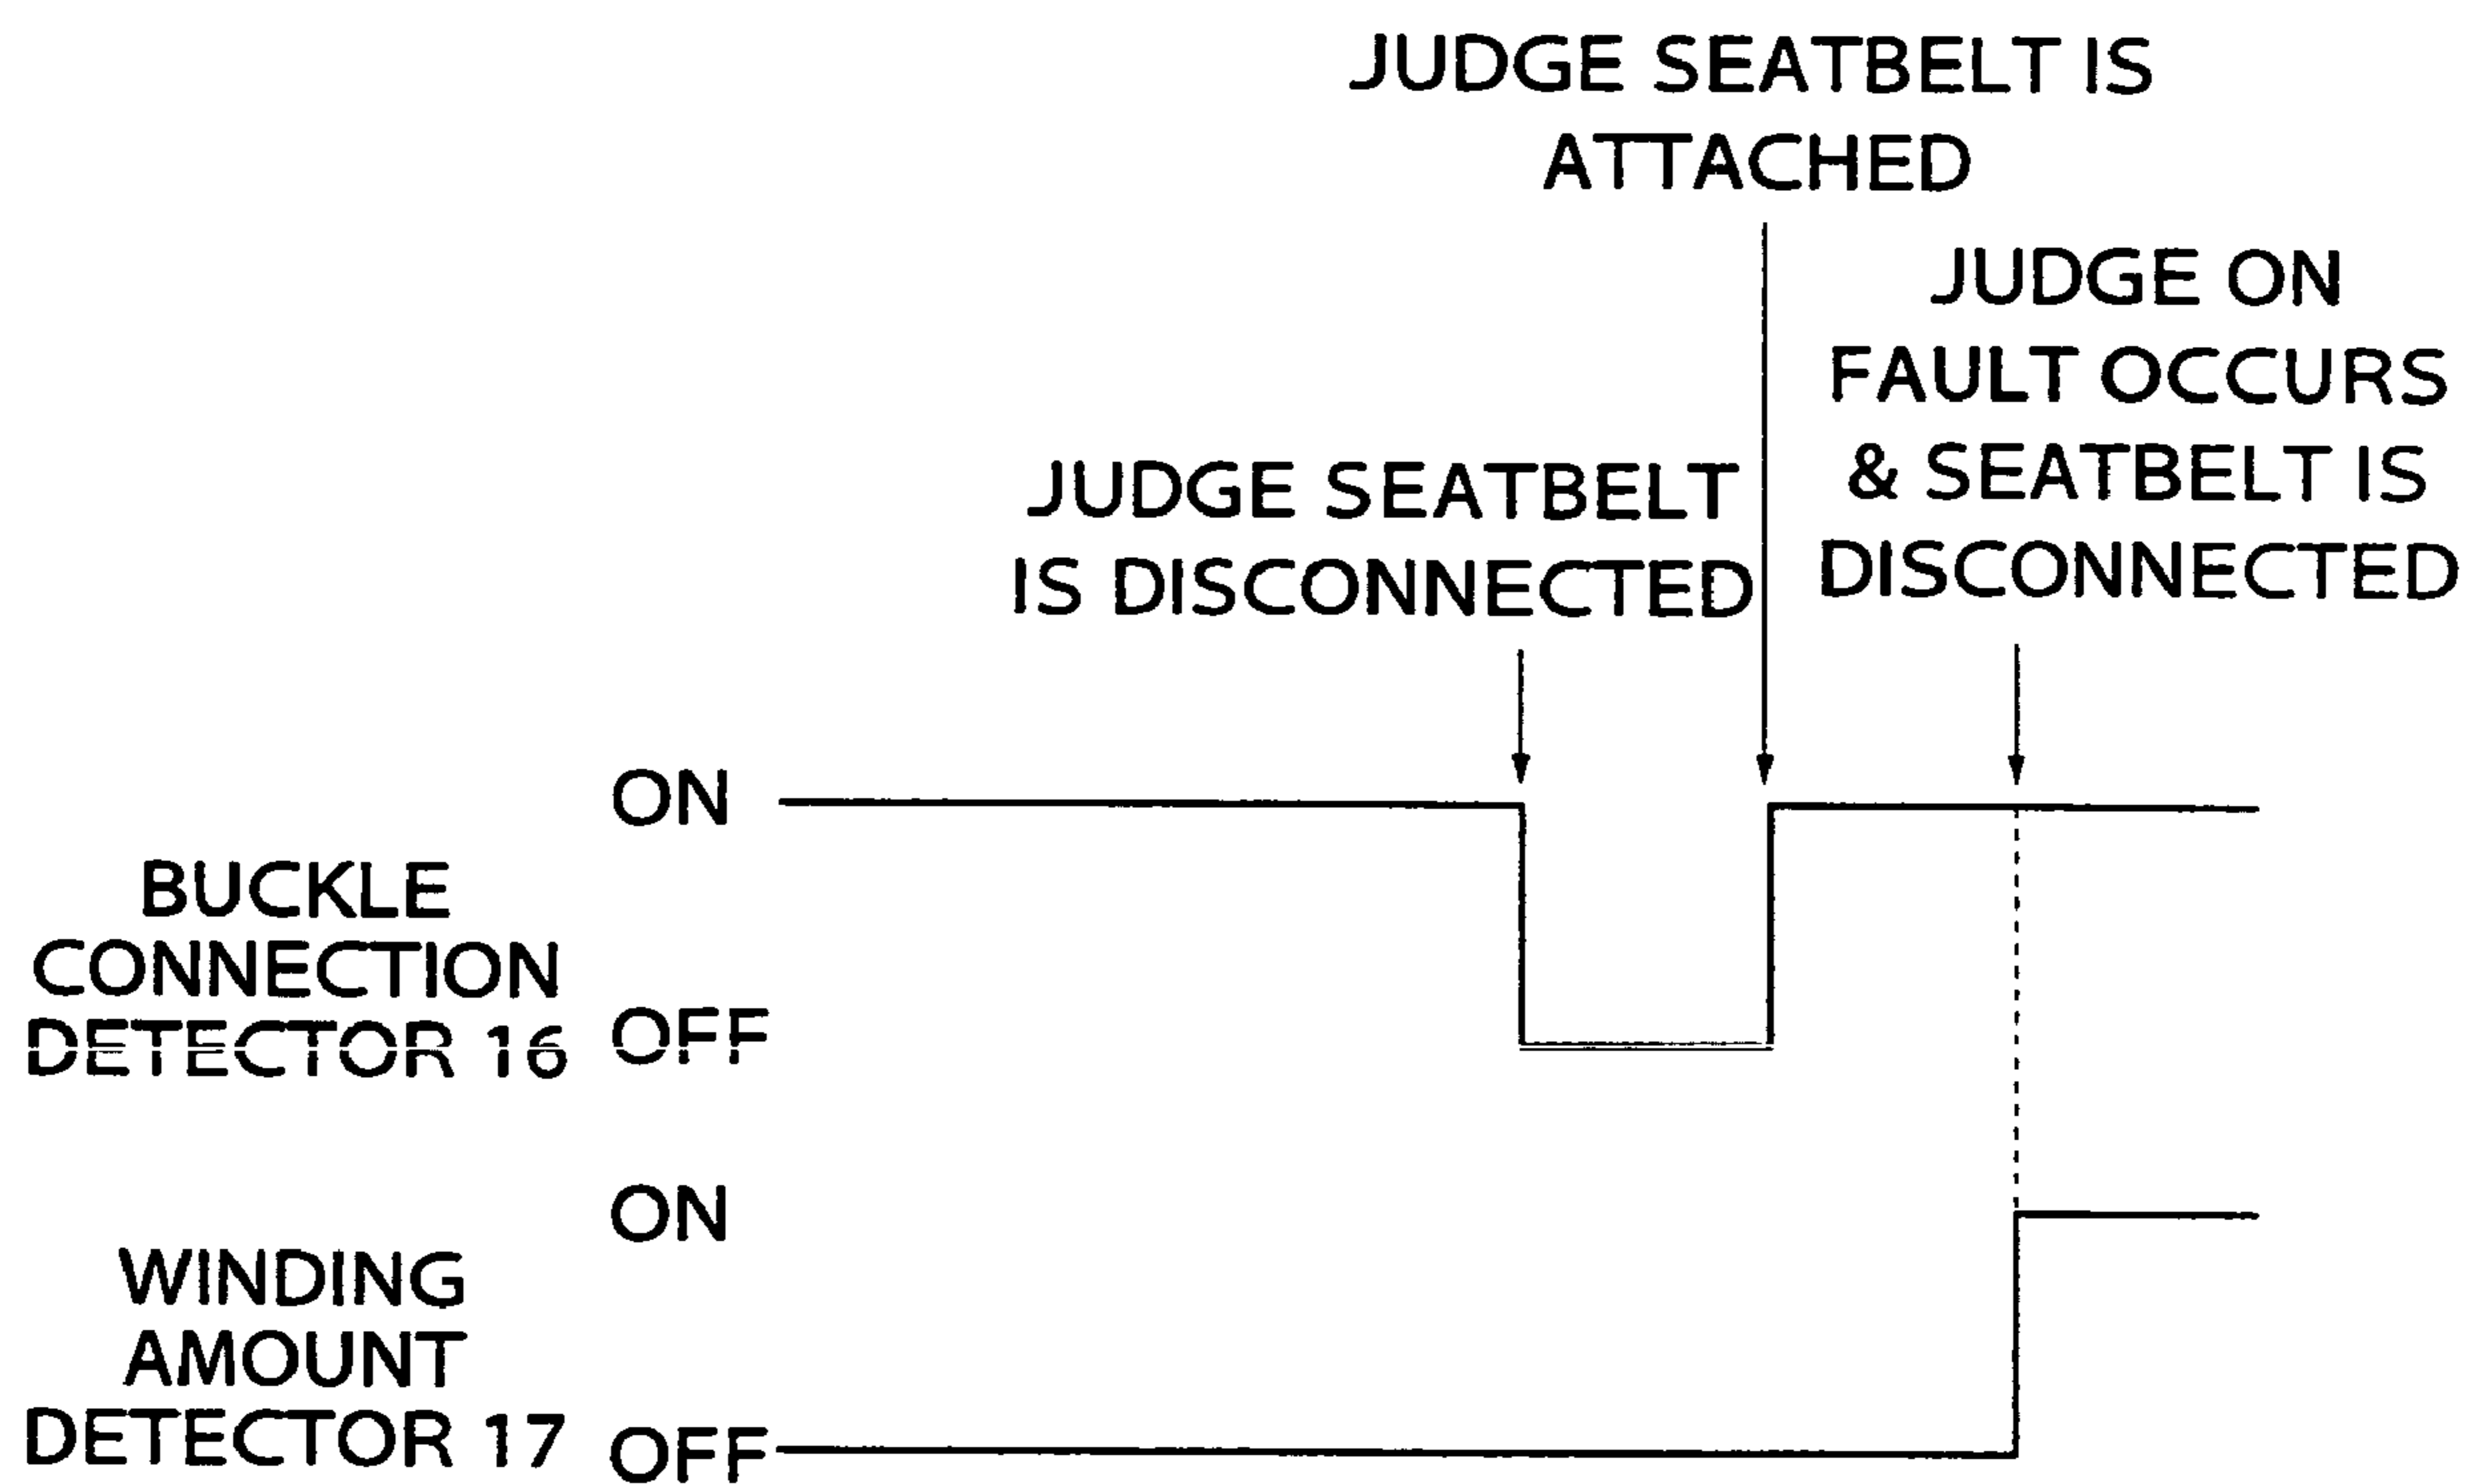 JUDGE SEATBELT IS
ATTACHED
JUDGE ON
FAULT OCCURS
& SEATBELT IS
DISCONNECTED
JUDGE SEATBELT
IS DISCONNECTED
ON
BUCKLE
CONNECTION
DETECTOR 16
OFF
ON
WINDING
AMOUNT
DETECTOR 17
OFF